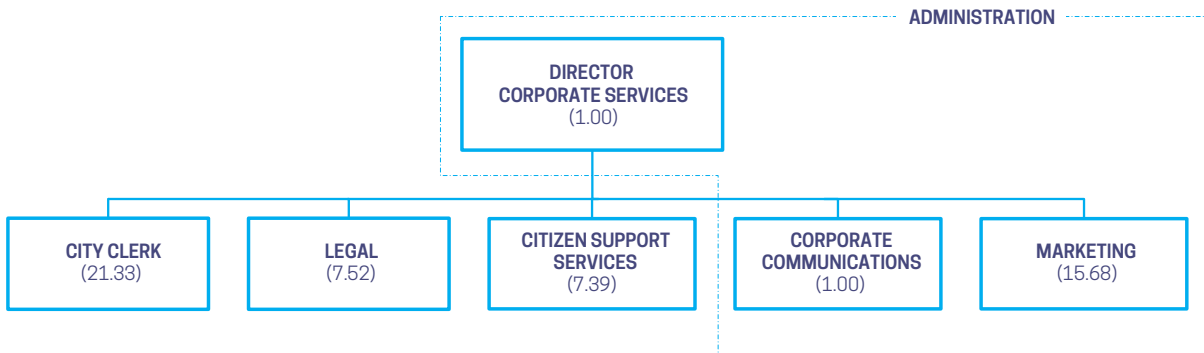 ADMINISTRATION
DIRECTOR
CORPORATE SERVICES
(1.00)
CITY CLERK
(21.33)
LEGAL
(7.52)
CITIZEN SUPPORT
SERVICES
(7.39)
CORPORATE
COMMUNICATIONS
(1.00)
MARKETING
(15.68)